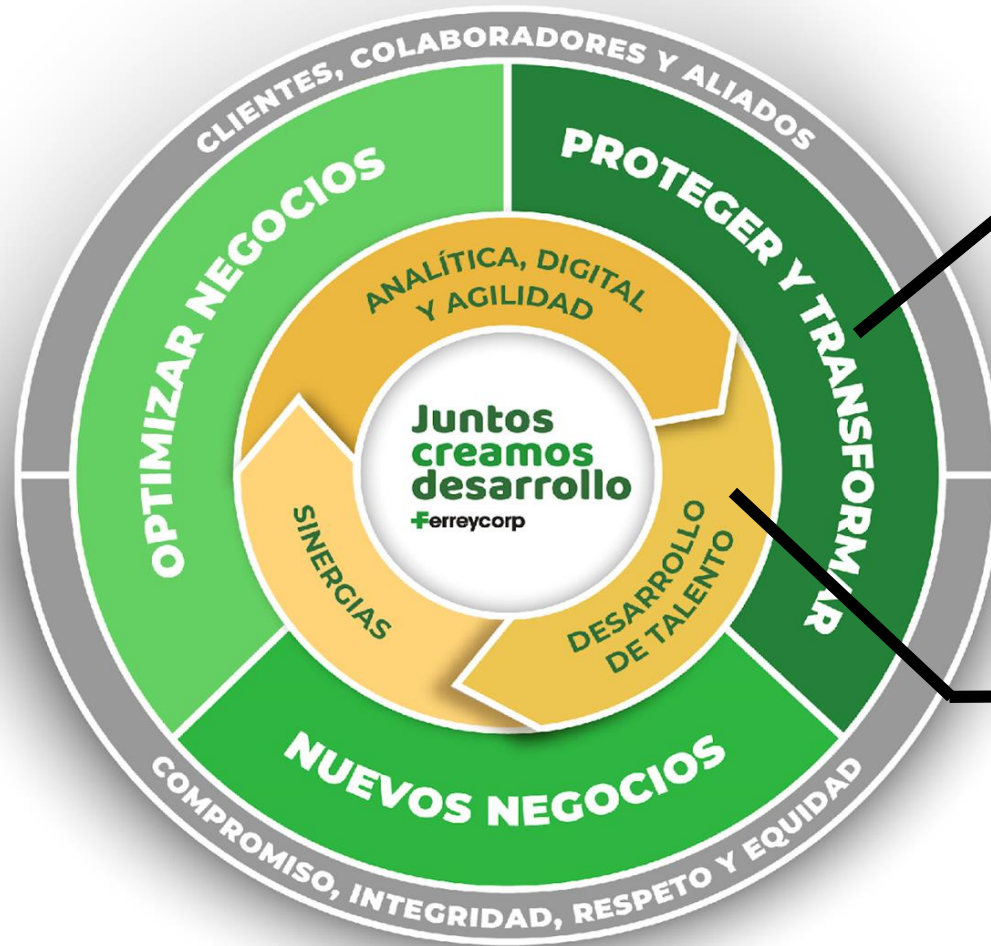 CLIENTES, COLABORADORES Y ALIADOS
OPTIMIZAR NEGOCIOS
PROTEGER Y TRANSFORMAR
ANALÍTICA, DIGITAL
Y AGILIDAD
Juntos
creamos
desarrollo
Ferreycorp
SINERGIAS
DESARROLLO
DE TALENTO
NUEVOS NEGOCIOS
COMPROMISO, INTEGRIDAD, RESPETO Y EQUIDAD